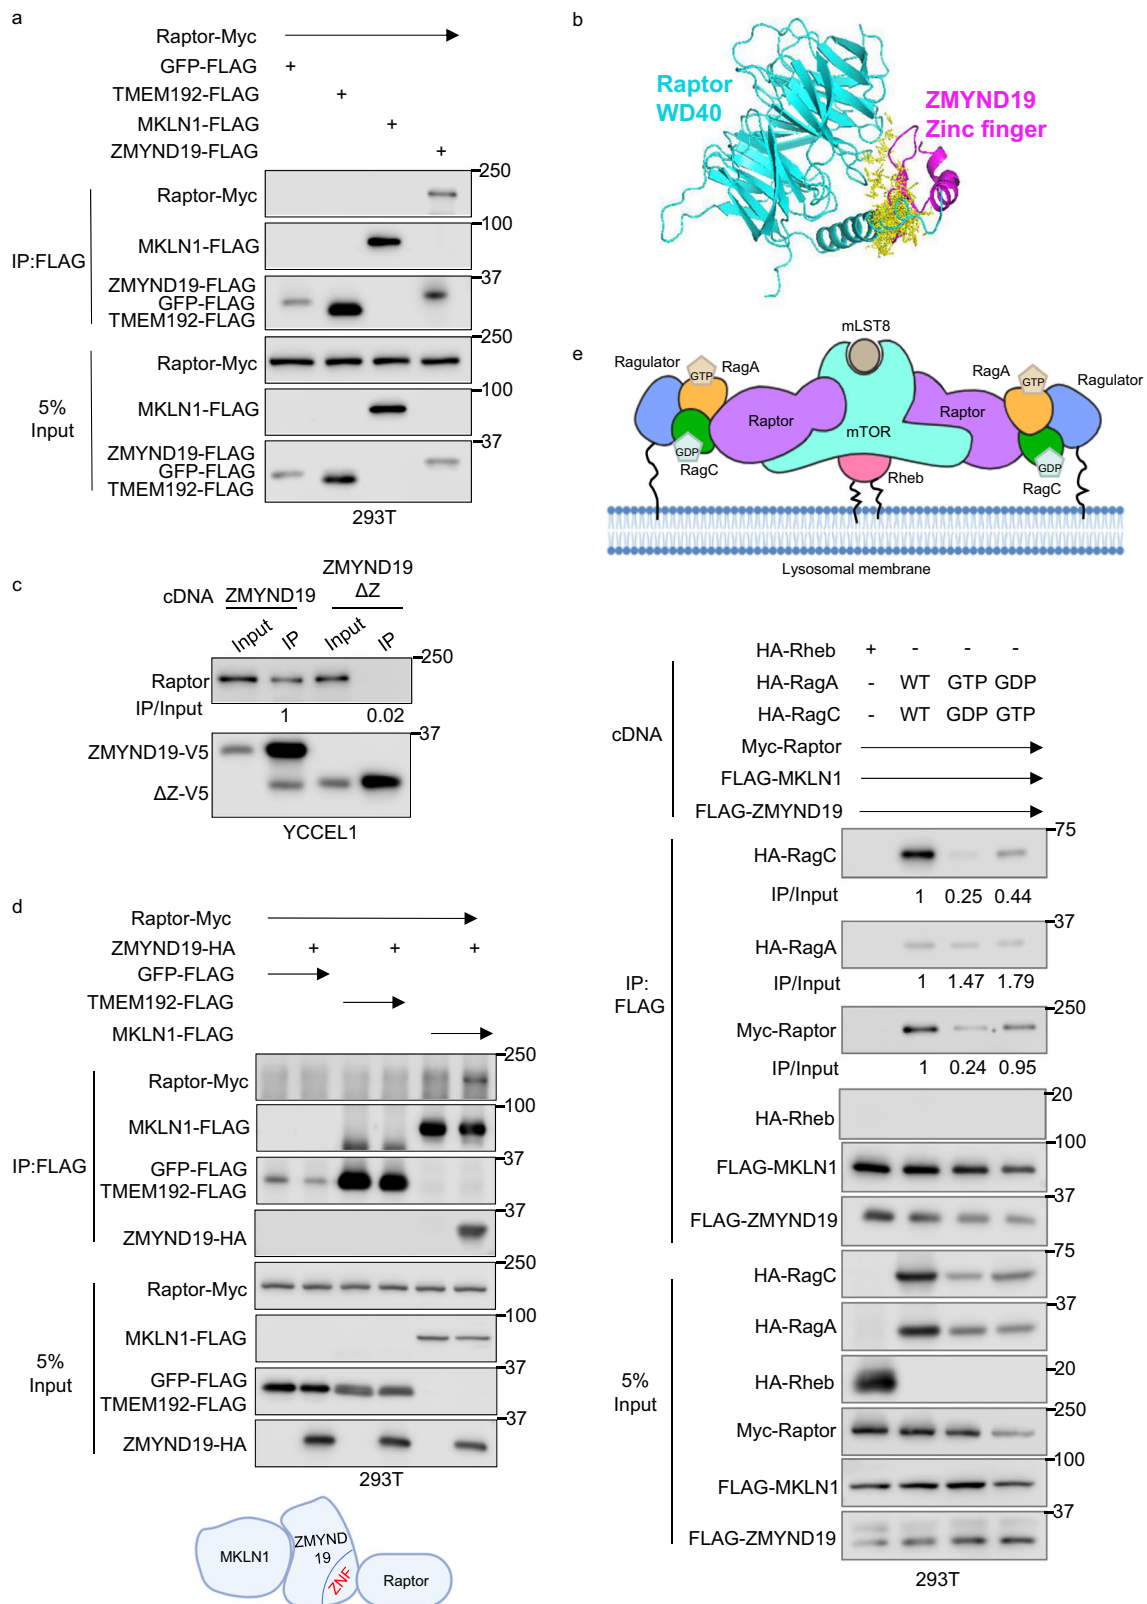 a
Raptor-Myc
GFP-FLAG +
TMEM192-FLAG +
MKLN1-FLAG +
ZMYND19-FLAG +
250
Raptor-Myc
100
MKLN1-FLAG
IP:FLAG
37
ZMYND19-FLAG
GFP-FLAG
TMEM192-FLAG
250
Raptor-Myc
100
MKLN1-FLAG
5%
Input
37
ZMYND19-FLAG
GFP-FLAG
TMEM192-FLAG
293T
b
Raptor
WD40
ZMYND19
Zinc finger
c
cDNA ZMYND19 ZMYND19
ΔZ
Input IP Input IP
250
Raptor
IP/Input 1 0.02
37
ZMYND19-V5
ΔZ-V5
YCCEL1
d
Raptor-Myc
ZMYND19-HA + + +
GFP-FLAG
TMEM192-FLAG
MKLN1-FLAG
250
Raptor-Myc
100
MKLN1-FLAG
IP:FLAG
37
GFP-FLAG
TMEM192-FLAG
37
ZMYND19-HA
250
Raptor-Myc
100
MKLN1-FLAG
5%
Input
37
GFP-FLAG
TMEM192-FLAG
37
ZMYND19-HA
293T
MKLN1
ZMYND
19
ZNF
Raptor
e
mLST8
Ragulator
RagA
GTP
Raptor
mTOR
Raptor
RagA
GTP
Ragulator
GDP
RagC
Rheb
GDP
RagC
Lysosomal membrane
HA-Rheb + - - -
HA-RagA - WT GTP GDP
HA-RagC - WT GDP GTP
cDNA
Myc-Raptor
FLAG-MKLN1
FLAG-ZMYND19
75
HA-RagC
IP/Input 1 0.25 0.44
37
HA-RagA
IP/Input 1 1.47 1.79
IP:
FLAG
250
Myc-Raptor
IP/Input 1 0.24 0.95
20
HA-Rheb
100
FLAG-MKLN1
37
FLAG-ZMYND19
75
HA-RagC
37
HA-RagA
20
HA-Rheb
5%
Input
250
Myc-Raptor
100
FLAG-MKLN1
37
FLAG-ZMYND19
293T